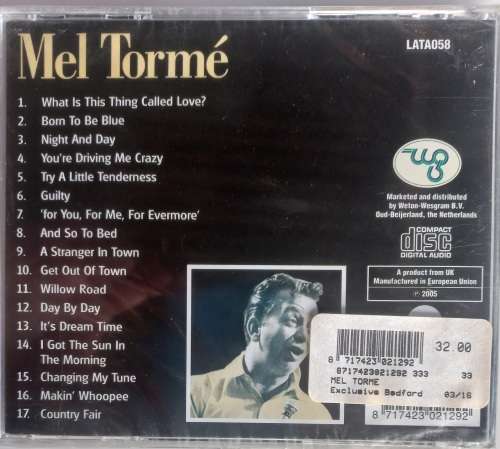 Mel Tormé
LATA058
1. What Is This Thing Called Love?
2. Born To Be Blue
3. Night And Day
4. You're Driving Me Crazy
5. Try A Little Tenderness
6. Guilty
7. 'for You, For Me, For Evermore'
8. And So To Bed
9. A Stranger In Town
10. Get Out Of Town
11. Willow Road
12. Day By Day
13. It's Dream Time
14. I Got The Sun In
The Morning
15. Changing My Tune
16. Makin' Whoopee
17. Country Fair
Marketed and distributed
by Weton-Wesgram B.V.
Oud-Beijerland, the Netherlands
COMPACT
disc
DIGITAL AUDIO
A product from UK
Manufactured in European Union
℗ 2005
8 717423 021292
32.00
8717423021292 333 33
MEL TORME
Exclusive Bedford 03/16
8 717423 021292